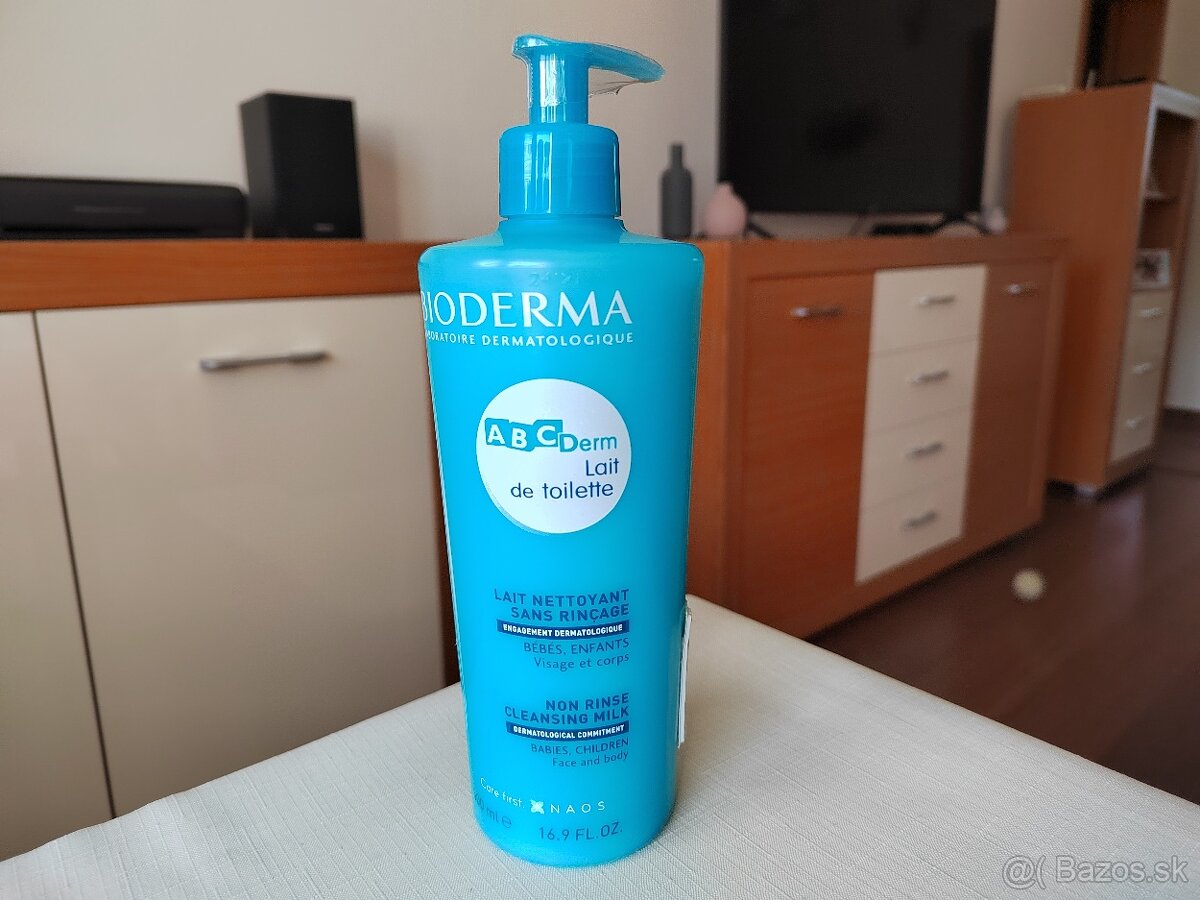 BIODERMA
LABORATOIRE DERMATOLOGIQUE
ABCDerm
Lait
de toilette
LAIT NETTOYANT
SANS RINÇAGE
ENGAGEMENT DERMATOLOGIQUE
BÉBÉS, ENFANTS
Visage et corps
NON RINSE
CLEANSING MILK
DERMATOLOGICAL COMMITMENT
BABIES, CHILDREN
Face and body
Care first. NAOS
ml e 16.9 FL.OZ.
@( Bazos.sk